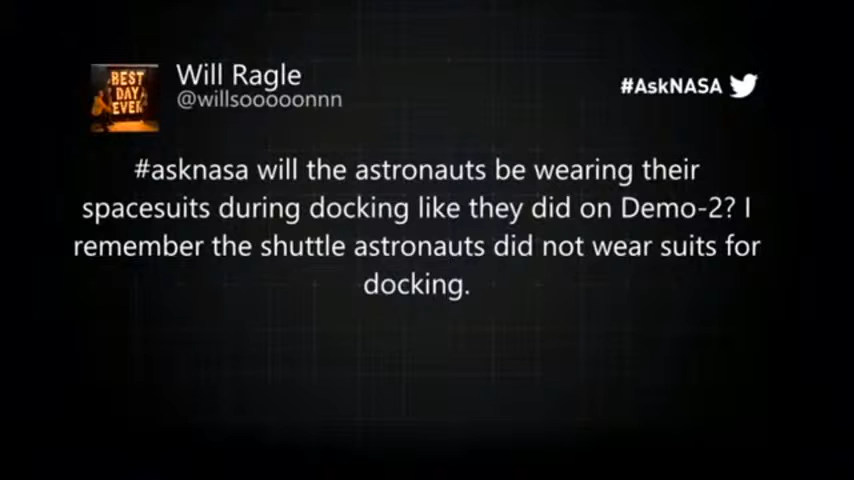 BEST
DAY
EVER
Will Ragle
@willsooooonnn
#AskNASA
#asknasa will the astronauts be wearing their
spacesuits during docking like they did on Demo-2? I
remember the shuttle astronauts did not wear suits for
docking.